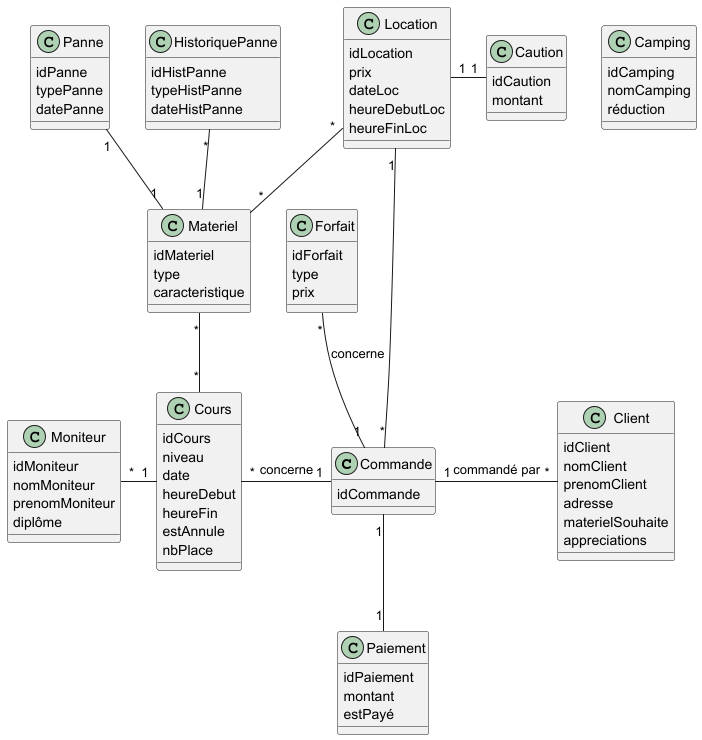 C Panne
idPanne
typePanne
datePanne
C HistoriquePanne
idHistPanne
typeHistPanne
dateHistPanne
C Location
idLocation
prix
dateLoc
heureDebutLoc
heureFinLoc
C Caution
idCaution
montant
C Camping
idCamping
nomCamping
réduction
1 1
1
*
*
1
1
1
*
C Materiel
idMateriel
type
caracteristique
C Forfait
idForfait
type
prix
*
*
*
concerne
1
*
C Moniteur
idMoniteur
nomMoniteur
prenomMoniteur
diplôme
* 1
C Cours
idCours
niveau
date
heureDebut
heureFin
estAnnule
nbPlace
* concerne 1
C Commande
idCommande
1 commandé par *
C Client
idClient
nomClient
prenomClient
adresse
materielSouhaite
appreciations
1
1
C Paiement
idPaiement
montant
estPayé